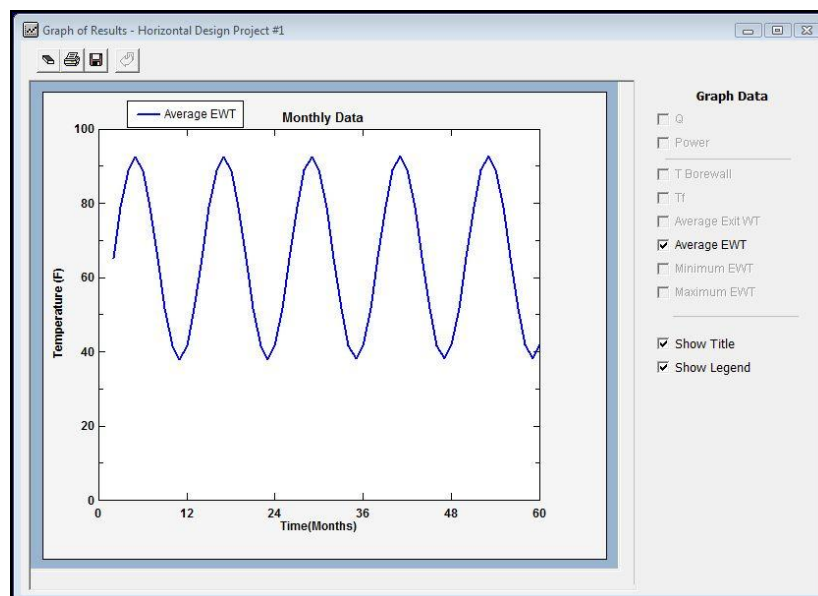 Graph of Results - Horizontal Design Project #1
Average EWT
Monthly Data
100
80
60
40
20
0
Temperature (F)
0 12 24 36 48 60
Time(Months)
Graph Data
Q
Power
T Borewall
Tf
Average Exit WT
Average EWT
Minimum EWT
Maximum EWT
Show Title
Show Legend